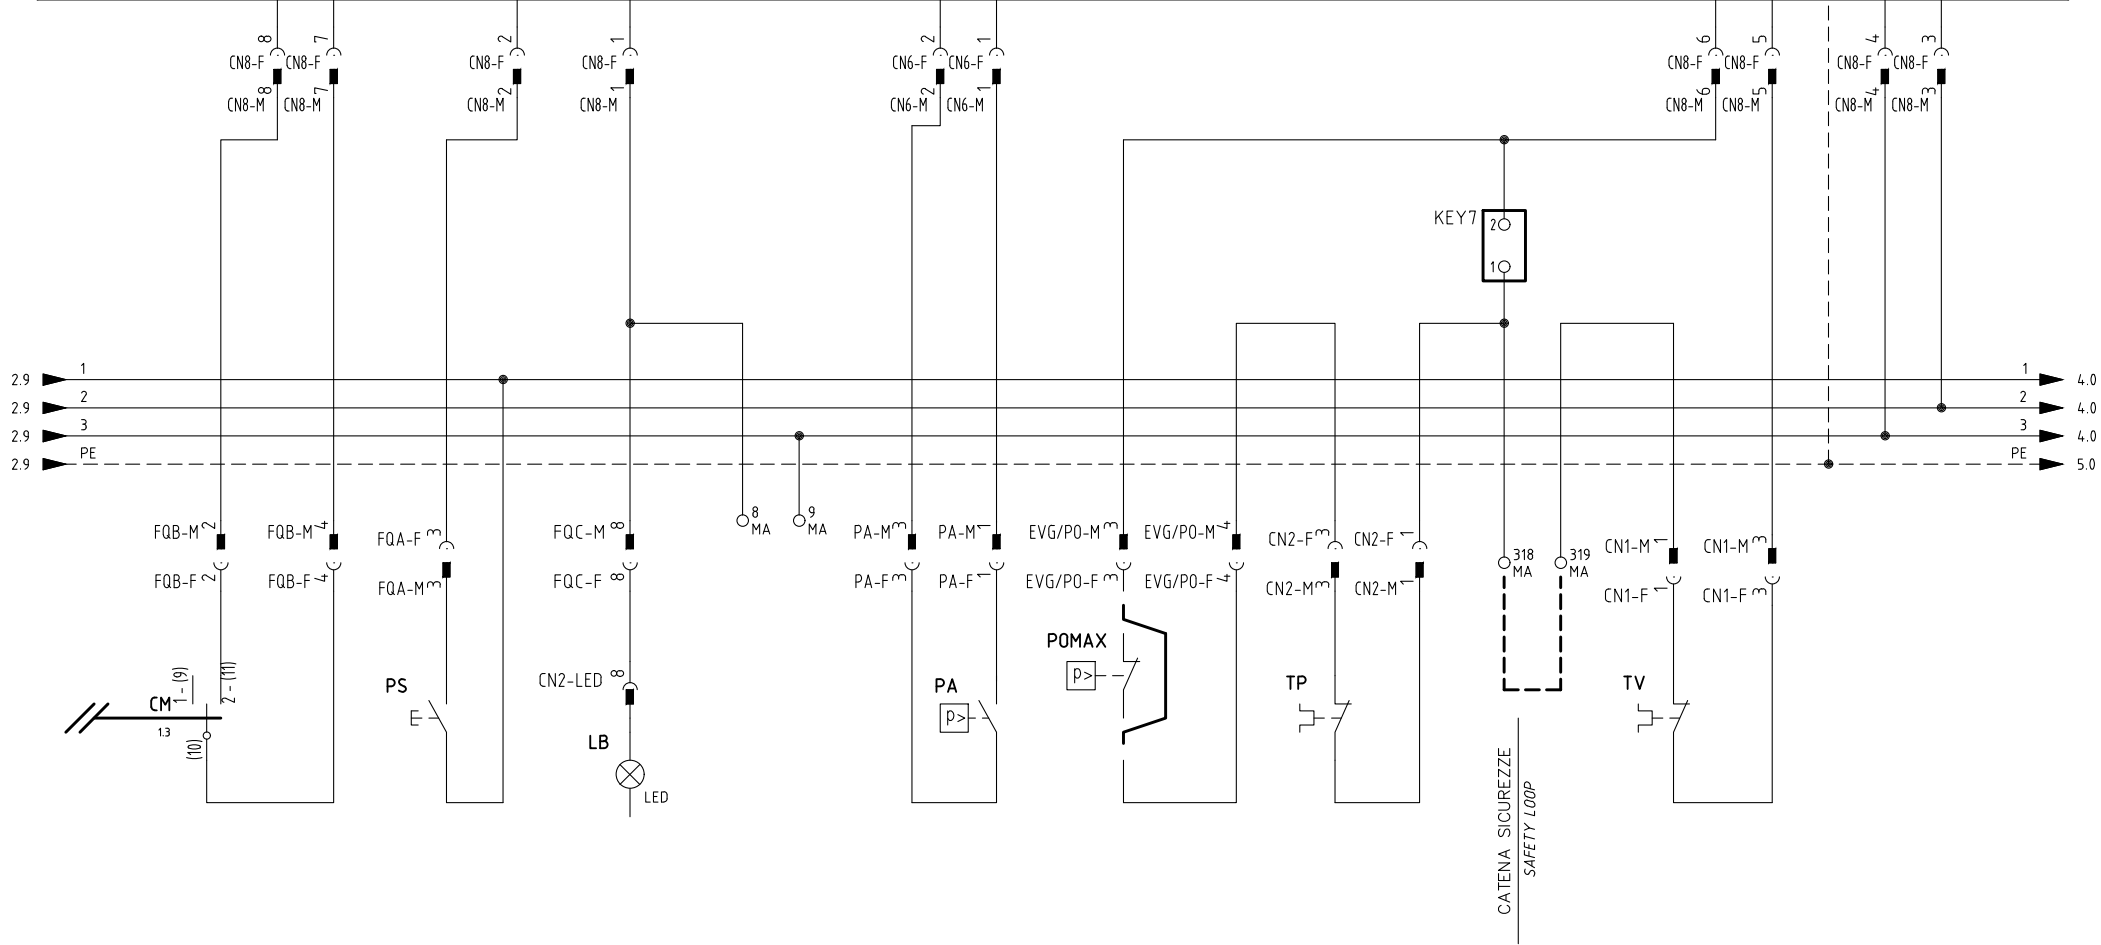 8 7 2 1 2 1 6 5 4 3
CN8-F CN8-F CN8-F CN8-F CN6-F CN6-F CN8-F CN8-F CN8-F CN8-F
8 7 2 1 2 1 6 5 4 3
CN8-M CN8-M CN8-M CN8-M CN6-M CN6-M CN8-M CN8-M CN8-M CN8-M
KEY7
2
1
2.9 1 1 4.0
2.9 2 2 4.0
2.9 3 3 4.0
2.9 PE PE 5.0
8 MA
9 MA
FQB-M 2 FQB-M 4 FQA-F 3 FQC-M 8 PA-M 3 PA-M 1 EVG/PO-M 3 EVG/PO-M 4 CN2-F 3 CN2-F 1 318 MA 319 MA CN1-M 1 CN1-M 3
FQB-F 2 FQB-F 4 FQA-M 3 FQC-F 8 PA-F 3 PA-F 1 EVG/PO-F 3 EVG/PO-F 4 CN2-M 3 CN2-M 1 CN1-F 1 CN1-F 3
POMAX
p>
1-(9)
2-(11)
CN2-LED 8
CM
1.3
(10)
PS
PA
p>
TP
TV
LB
LED
CATENA SICUREZZE
SAFETY LOOP